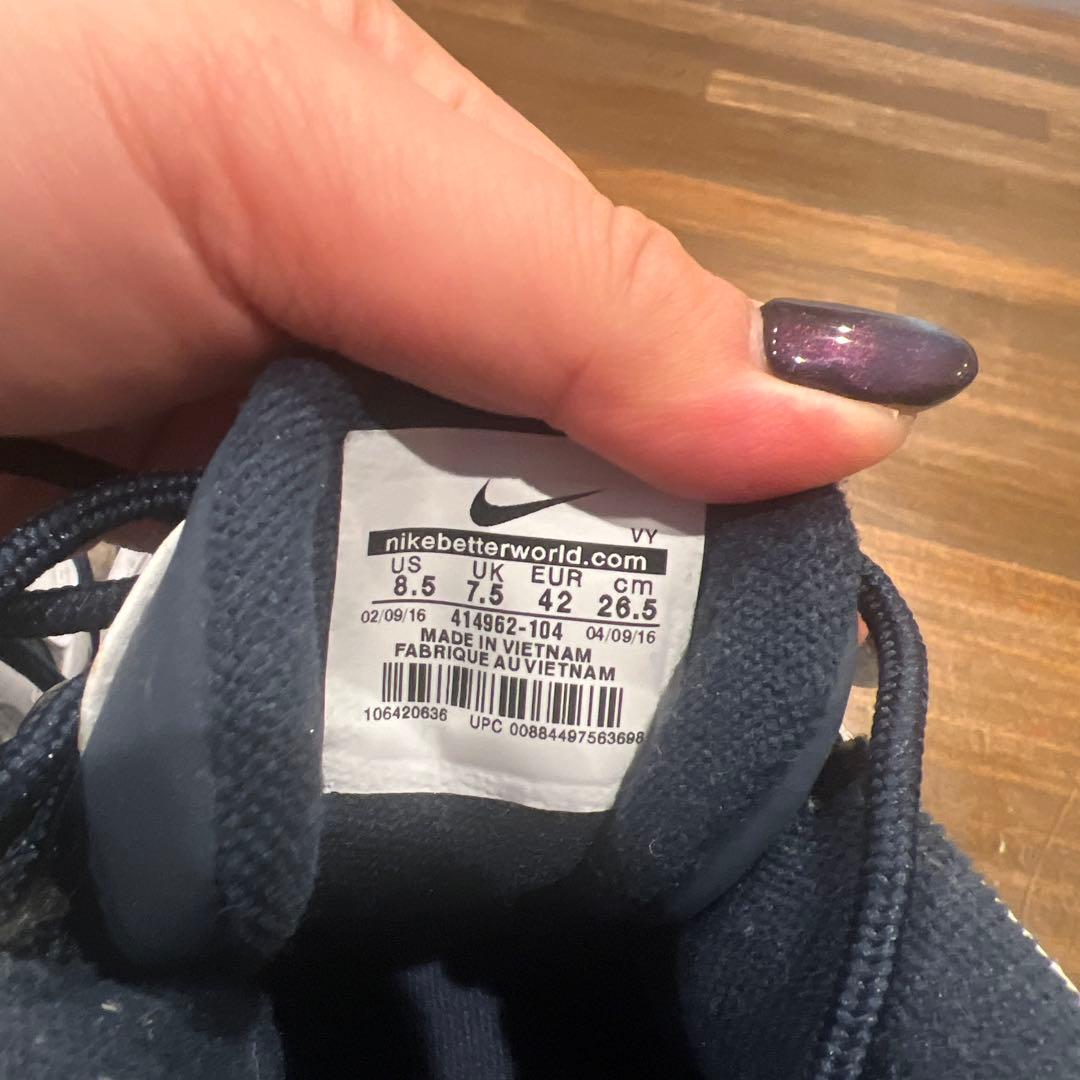 VY
nikebetterworld.com
US UK EUR cm
8.5 7.5 42 26.5
02/09/16 414962-104 04/09/16
MADE IN VIETNAM
FABRIQUE AU VIETNAM
106420636 UPC 00884497563698